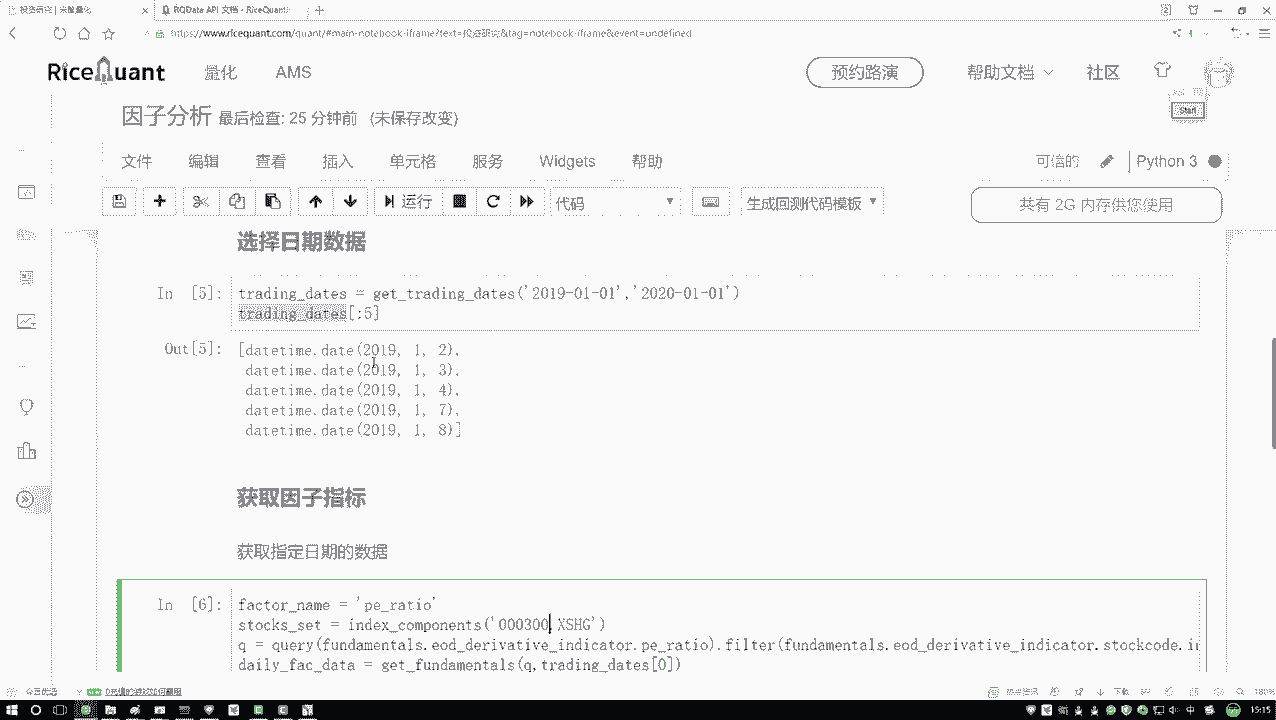 投资研究 | 米筐量化
RQData API 文档 - RiceQuant
https://www.ricequant.com/quant/#main-notebook-iframe?text=投资研究&tag=notebook-iframe&event=undefined
RiceQuant 量化 AMS 预约路演 帮助文档 社区
因子分析 最后检查: 25 分钟前 (未保存改变)
Start
文件 编辑 查看 插入 单元格 服务 Widgets 帮助 可信的 Python 3
运行 代码 生成回测代码模板 共有 2G 内存供您使用
选择日期数据
In [5]: trading_dates = get_trading_dates('2019-01-01','2020-01-01')
trading_dates[:5]
Out[5]: [datetime.date(2019, 1, 2),
datetime.date(2019, 1, 3),
datetime.date(2019, 1, 4),
datetime.date(2019, 1, 7),
datetime.date(2019, 1, 8)]
获取因子指标
获取指定日期的数据
In [6]: factor_name = 'pe_ratio'
stocks_set = index_components('000300.XSHG')
q = query(fundamentals.eod_derivative_indicator.pe_ratio).filter(fundamentals.eod_derivative_indicator.stockcode.in
daily_fac_data = get_fundamentals(q,trading_dates[0])
15:15